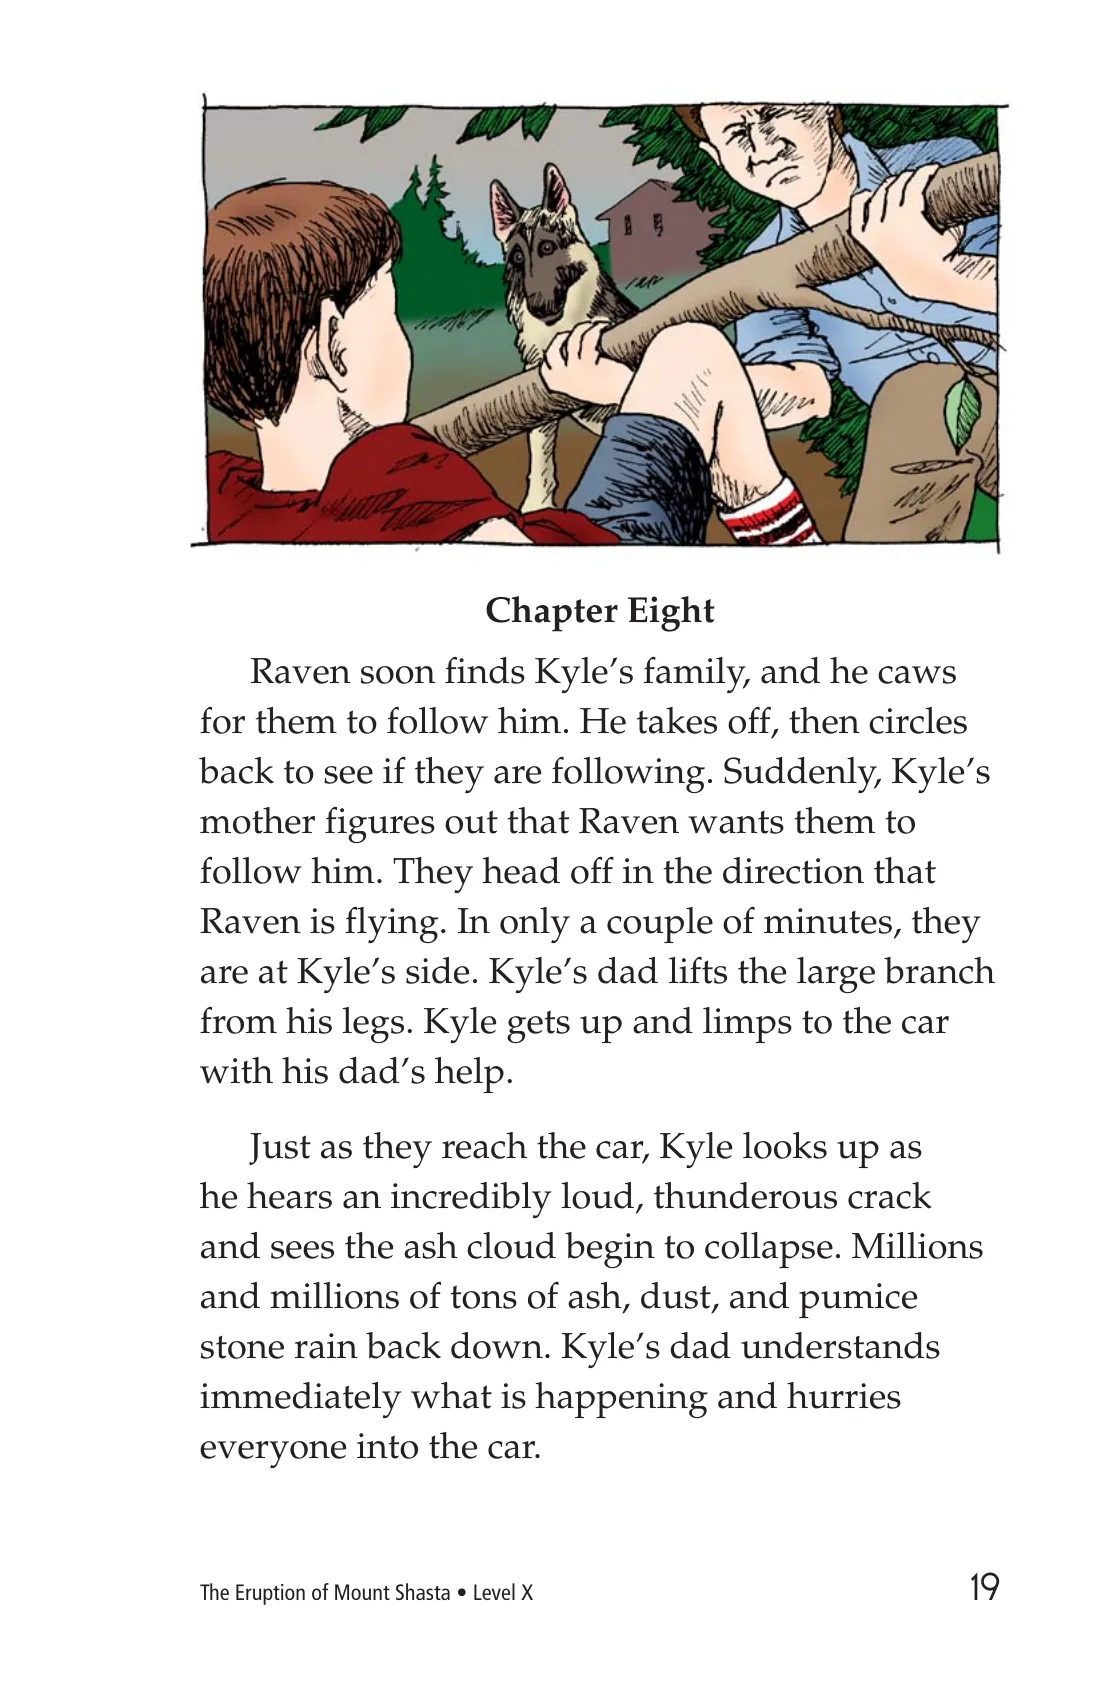 Chapter Eight
Raven soon finds Kyle’s family, and he caws
for them to follow him. He takes off, then circles
back to see if they are following. Suddenly, Kyle’s
mother figures out that Raven wants them to
follow him. They head off in the direction that
Raven is flying. In only a couple of minutes, they
are at Kyle’s side. Kyle’s dad lifts the large branch
from his legs. Kyle gets up and limps to the car
with his dad’s help.
Just as they reach the car, Kyle looks up as
he hears an incredibly loud, thunderous crack
and sees the ash cloud begin to collapse. Millions
and millions of tons of ash, dust, and pumice
stone rain back down. Kyle’s dad understands
immediately what is happening and hurries
everyone into the car.
The Eruption of Mount Shasta • Level X
19